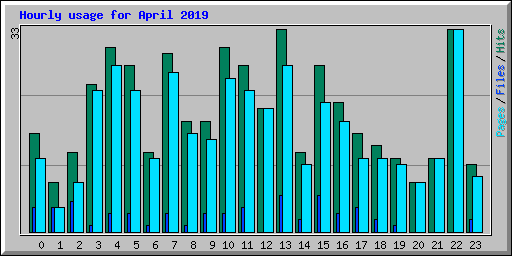 Hourly usage for April 2019
33
Pages / Files / Hits
0 1 2 3 4 5 6 7 8 9 10 11 12 13 14 15 16 17 18 19 20 21 22 23